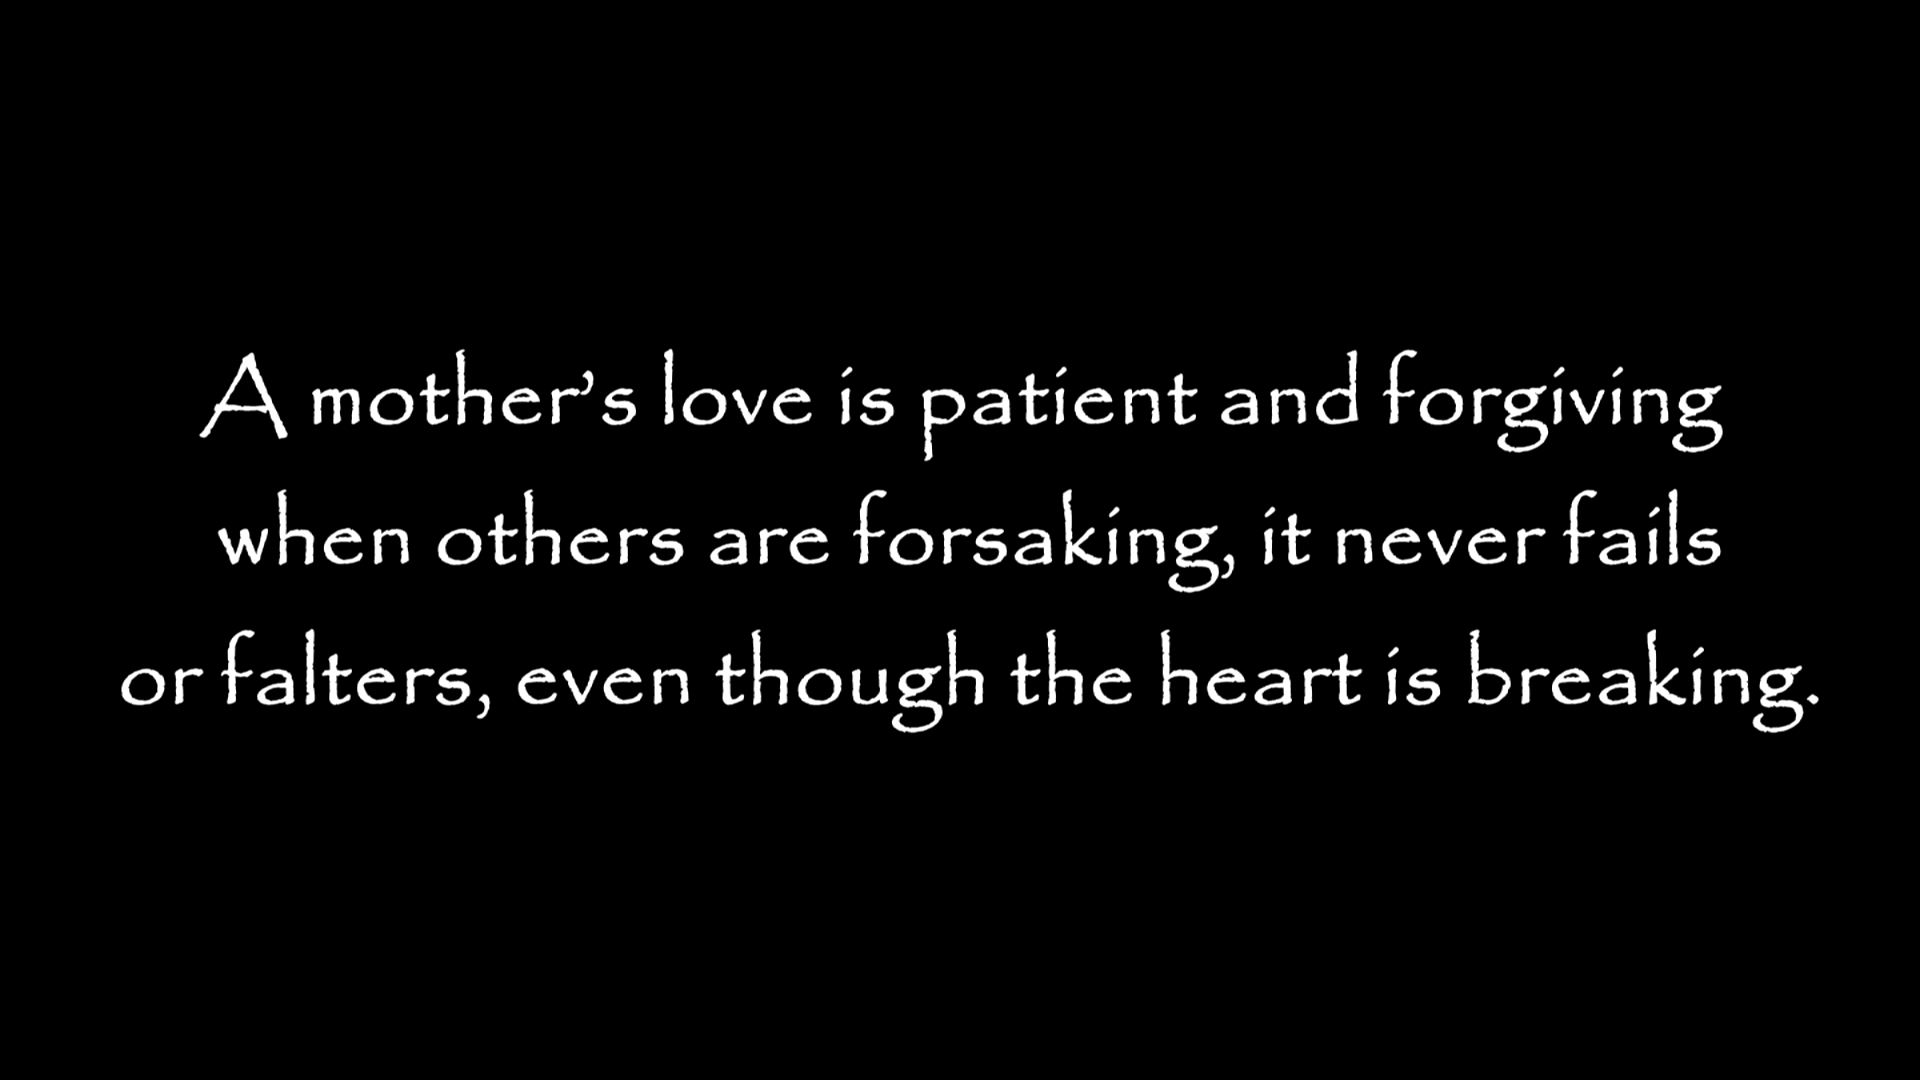 A mother’s love is patient and forgiving
when others are forsaking, it never fails
or falters, even though the heart is breaking.